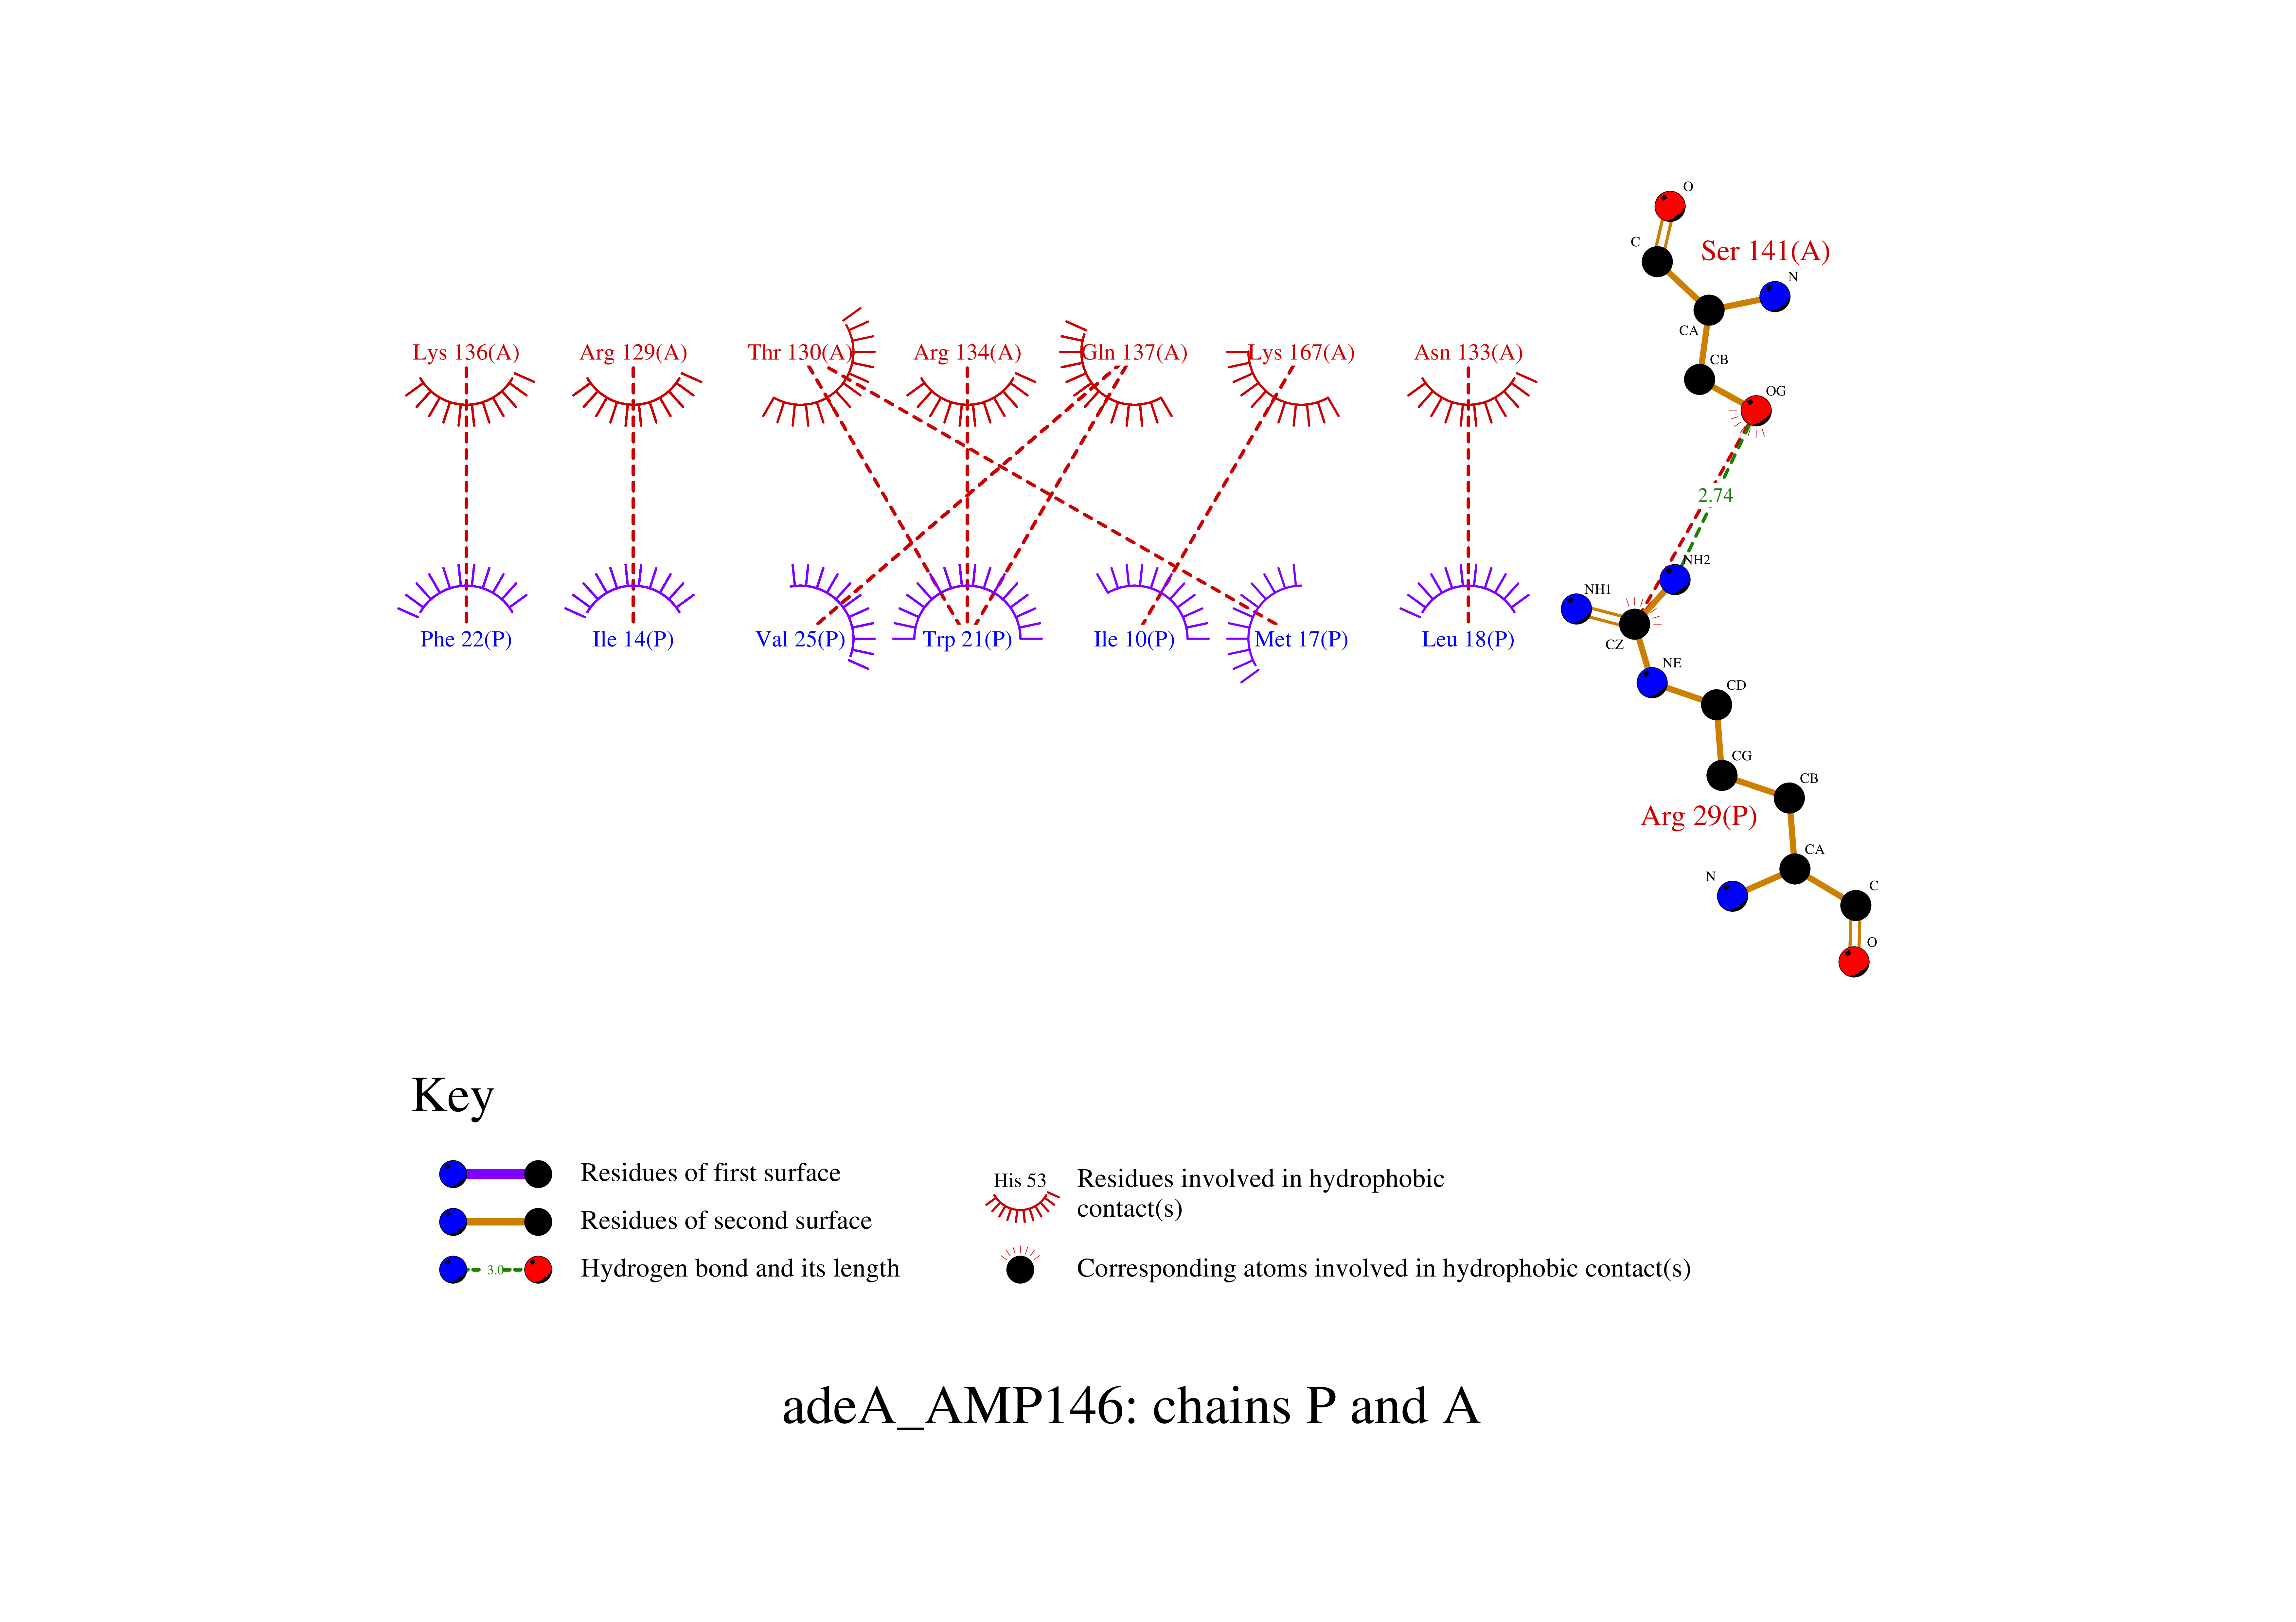 O
C
Ser 141(A)
N
CA
CB
OG
Lys 136(A) Arg 129(A) Thr 130(A) Arg 134(A) Gln 137(A) Lys 167(A) Asn 133(A)
2.74
NH2
NH1
Phe 22(P) Ile 14(P) Val 25(P) Trp 21(P) Ile 10(P) Met 17(P) Leu 18(P)
CZ
NE
CD
CG
CB
Arg 29(P)
CA
N
C
O
Key
Residues of first surface
Residues of second surface
3.0 Hydrogen bond and its length
His 53 Residues involved in hydrophobic
contact(s)
Corresponding atoms involved in hydrophobic contact(s)
adeA_AMP146: chains P and A